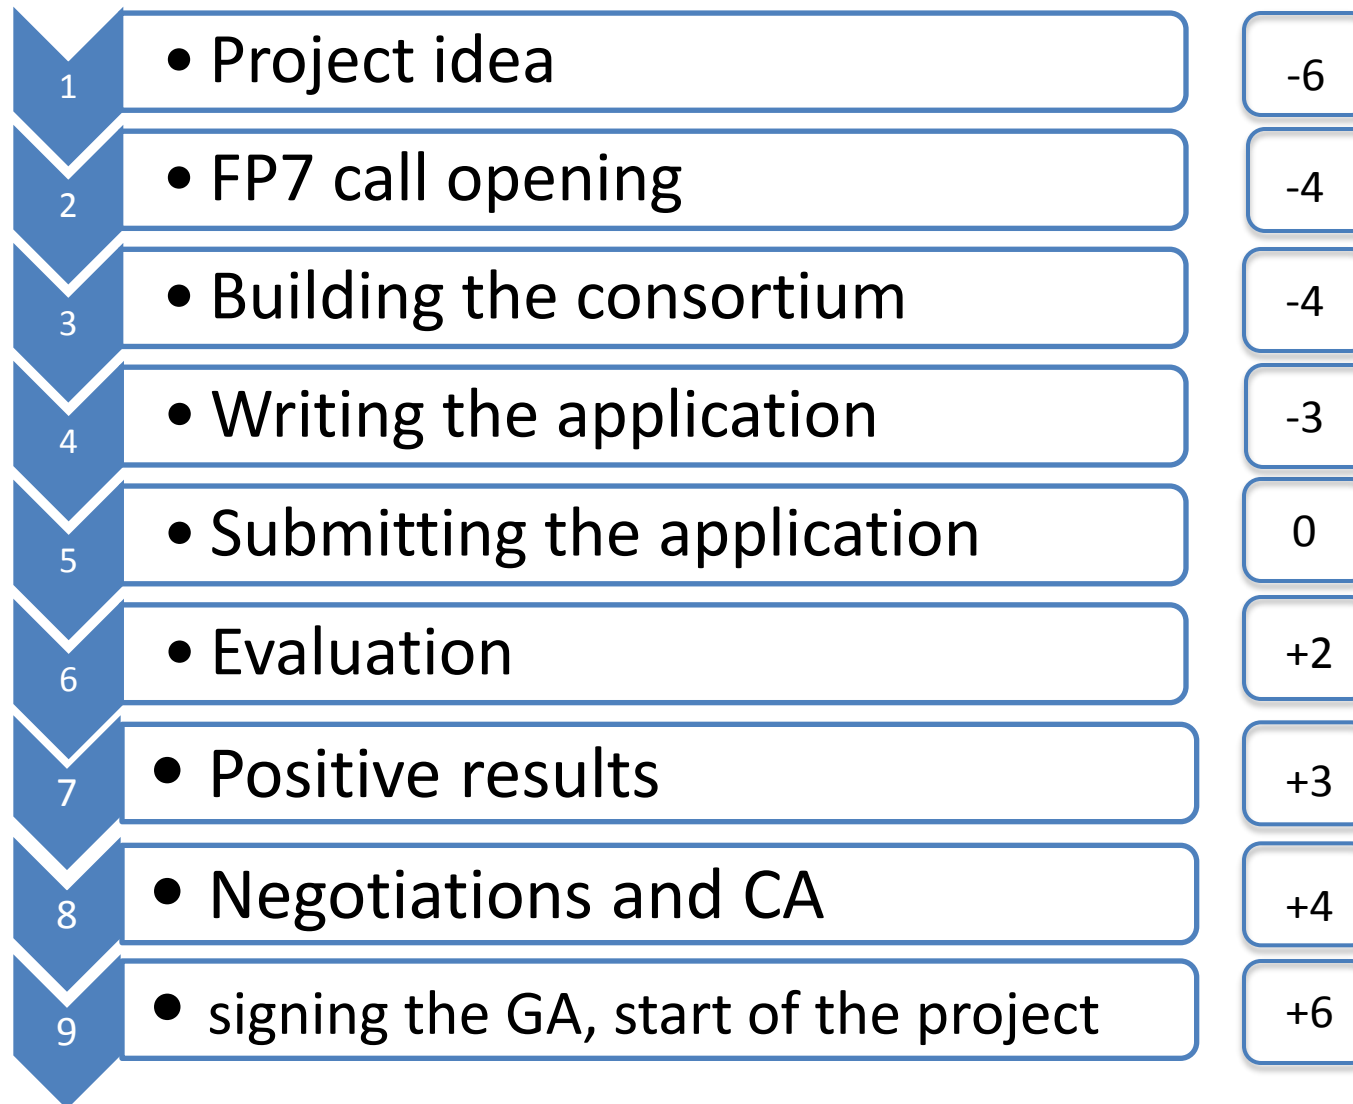 1 • Project idea -6
2 • FP7 call opening -4
3 • Building the consortium -4
4 • Writing the application -3
5 • Submitting the application 0
6 • Evaluation +2
7 • Positive results +3
8 • Negotiations and CA +4
9 • signing the GA, start of the project +6